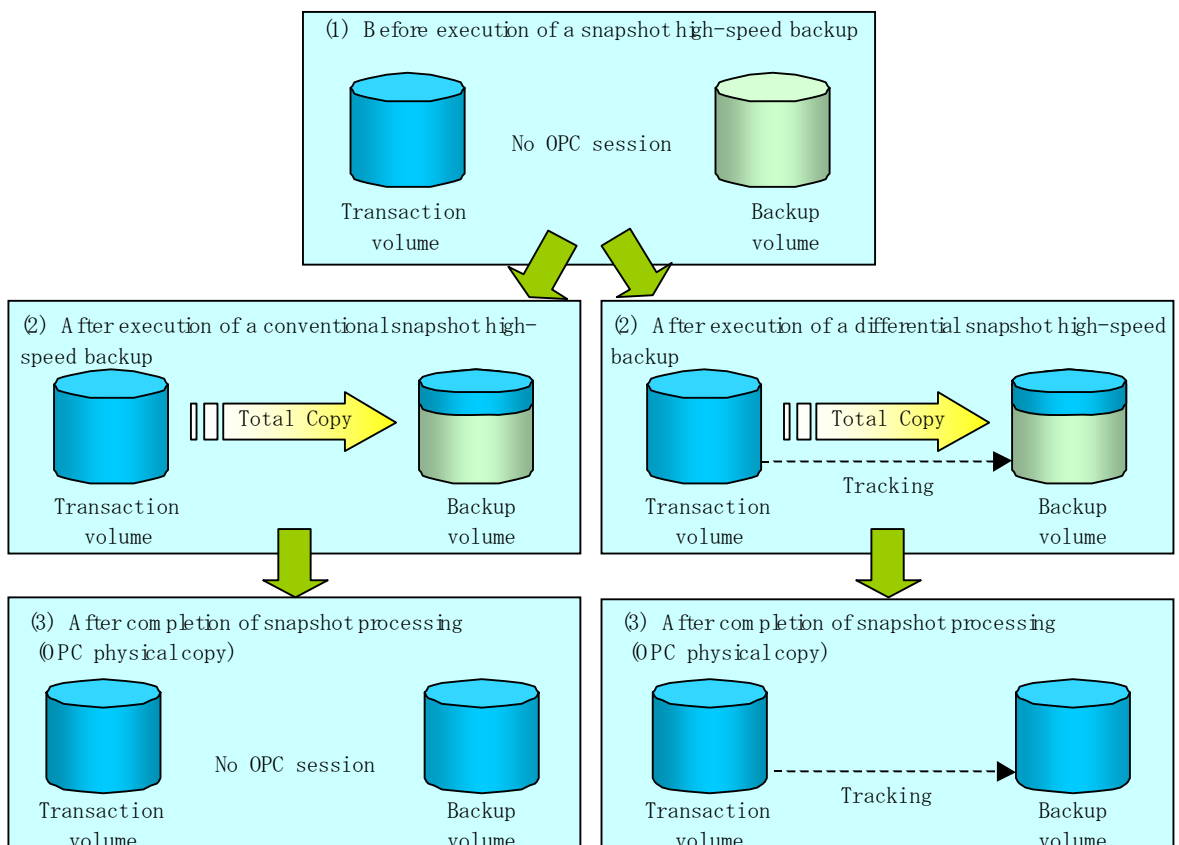 (1) Before execution of a snapshot high-speed backup
No OPC session
Transaction
volume
Backup
volume
(2) After execution of a conventional snapshot high-
speed backup
Total Copy
Transaction
volume
Backup
volume
(2) After execution of a differential snapshot high-speed
backup
Total Copy
Tracking
Transaction
volume
Backup
volume
(3) After completion of snapshot processing
(OPC physical copy)
No OPC session
Transaction
volume
Backup
volume
(3) After completion of snapshot processing
(OPC physical copy)
Tracking
Transaction
volume
Backup
volume